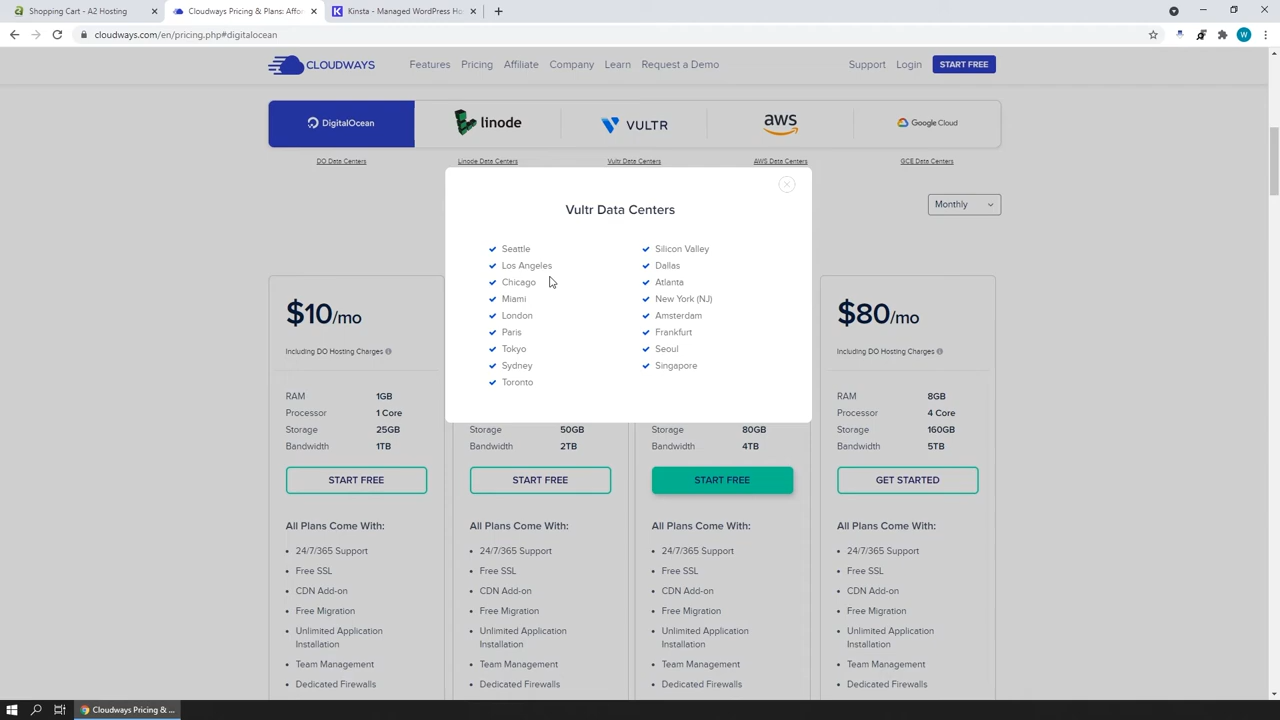 Shopping Cart - A2 Hosting
Cloudways Pricing & Plans: Affo
Kinsta - Managed WordPress Ho
cloudways.com/en/pricing.php#digitalocean
W
CLOUDWAYS
Features
Pricing
Affiliate
Company
Learn
Request a Demo
Support
Login
START FREE
DigitalOcean
linode
VULTR
aws
Google Cloud
DO Data Centers
Linode Data Centers
Vultr Data Centers
AWS Data Centers
GCE Data Centers
Monthly
Vultr Data Centers
Seattle
Los Angeles
Chicago
Miami
London
Paris
Tokyo
Sydney
Toronto
Silicon Valley
Dallas
Atlanta
New York (NJ)
Amsterdam
Frankfurt
Seoul
Singapore
$10/mo
Including DO Hosting Charges
RAM 1GB
Processor 1 Core
Storage 25GB
Bandwidth 1TB
START FREE
All Plans Come With:
24/7/365 Support
Free SSL
CDN Add-on
Free Migration
Unlimited Application
Installation
Team Management
Dedicated Firewalls
Storage 50GB
Bandwidth 2TB
START FREE
All Plans Come With:
24/7/365 Support
Free SSL
CDN Add-on
Free Migration
Unlimited Application
Installation
Team Management
Dedicated Firewalls
Storage 80GB
Bandwidth 4TB
START FREE
All Plans Come With:
24/7/365 Support
Free SSL
CDN Add-on
Free Migration
Unlimited Application
Installation
Team Management
Dedicated Firewalls
$80/mo
Including DO Hosting Charges
RAM 8GB
Processor 4 Core
Storage 160GB
Bandwidth 5TB
GET STARTED
All Plans Come With:
24/7/365 Support
Free SSL
CDN Add-on
Free Migration
Unlimited Application
Installation
Team Management
Dedicated Firewalls
Cloudways Pricing & ...